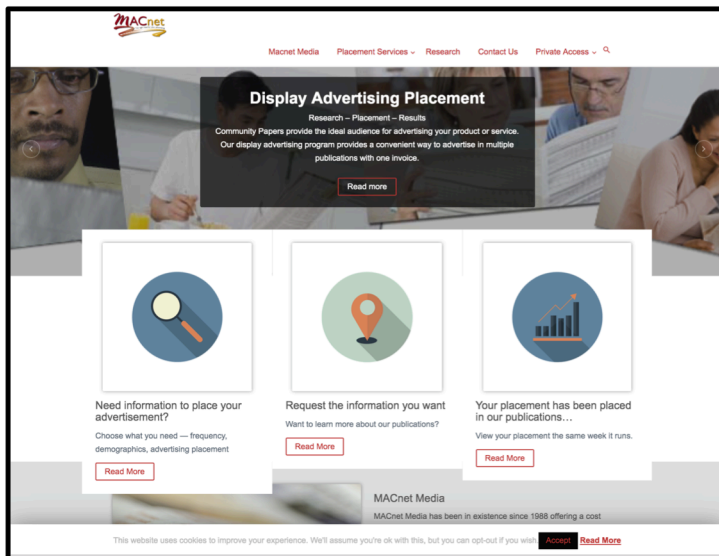 MACnet
Macnet Media Placement Services Research Contact Us Private Access
Display Advertising Placement
Research – Placement – Results
Community Papers provide the ideal audience for advertising your product or service.
Our display advertising program provides a convenient way to advertise in multiple
publications with one invoice.
Read more
Need information to place your
advertisement?
Choose what you need — frequency,
demographics, advertising placement
Read More
Request the information you want
Want to learn more about our publications?
Read More
Your placement has been placed
in our publications…
View your placement the same week it runs.
Read More
MACnet Media
MACnet Media has been in existence since 1988 offering a cost
This website uses cookies to improve your experience. We'll assume you're ok with this, but you can opt-out if you wish. Accept Read More